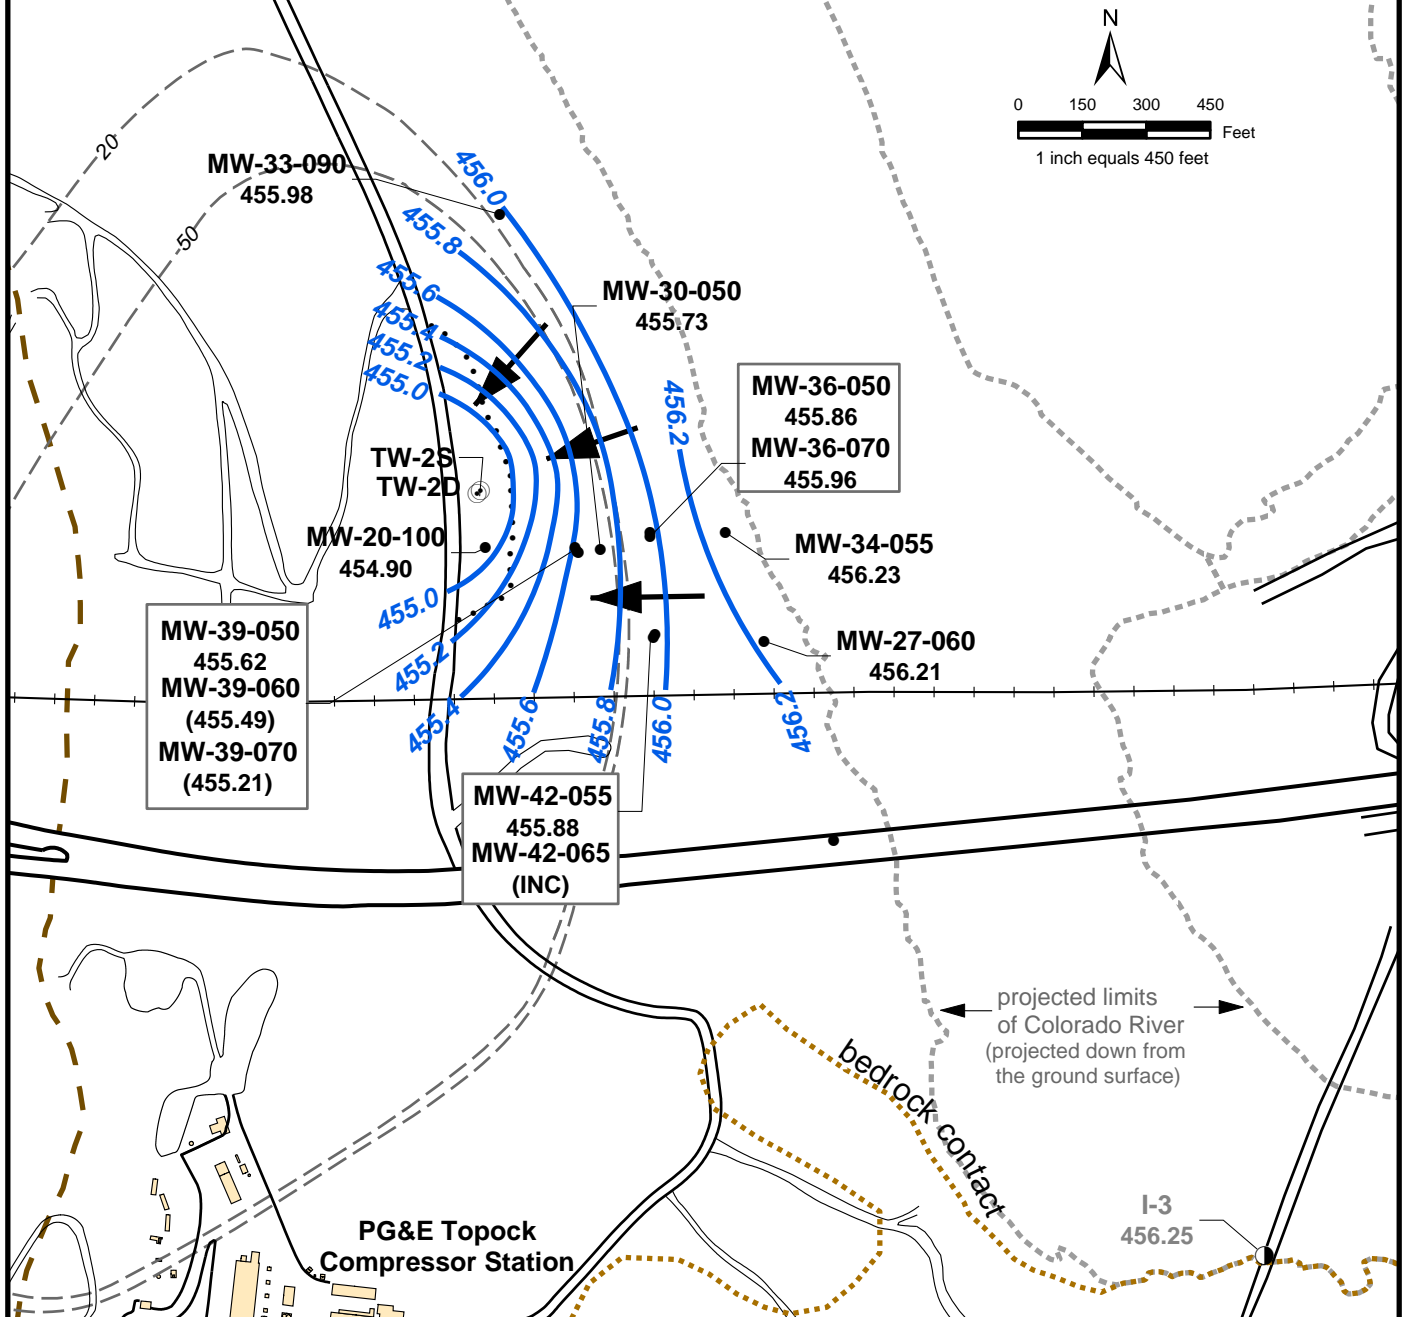 N
0 150 300 450
Feet
1 inch equals 450 feet
20
50
MW-33-090
455.98
456.0
455.8
455.6
455.4
455.2
455.0
MW-30-050
455.73
456.2
MW-36-050
455.86
MW-36-070
455.96
TW-2S
TW-2D
MW-20-100
454.90
MW-34-055
456.23
MW-27-060
456.21
MW-39-050
455.62
MW-39-060
(455.49)
MW-39-070
(455.21)
455.0
455.2
455.4
455.6
455.8
456.0
456.2
MW-42-055
455.88
MW-42-065
(INC)
projected limits
of Colorado River
(projected down from
the ground surface)
bedrock contact
I-3
456.25
PG&E Topock
Compressor Station